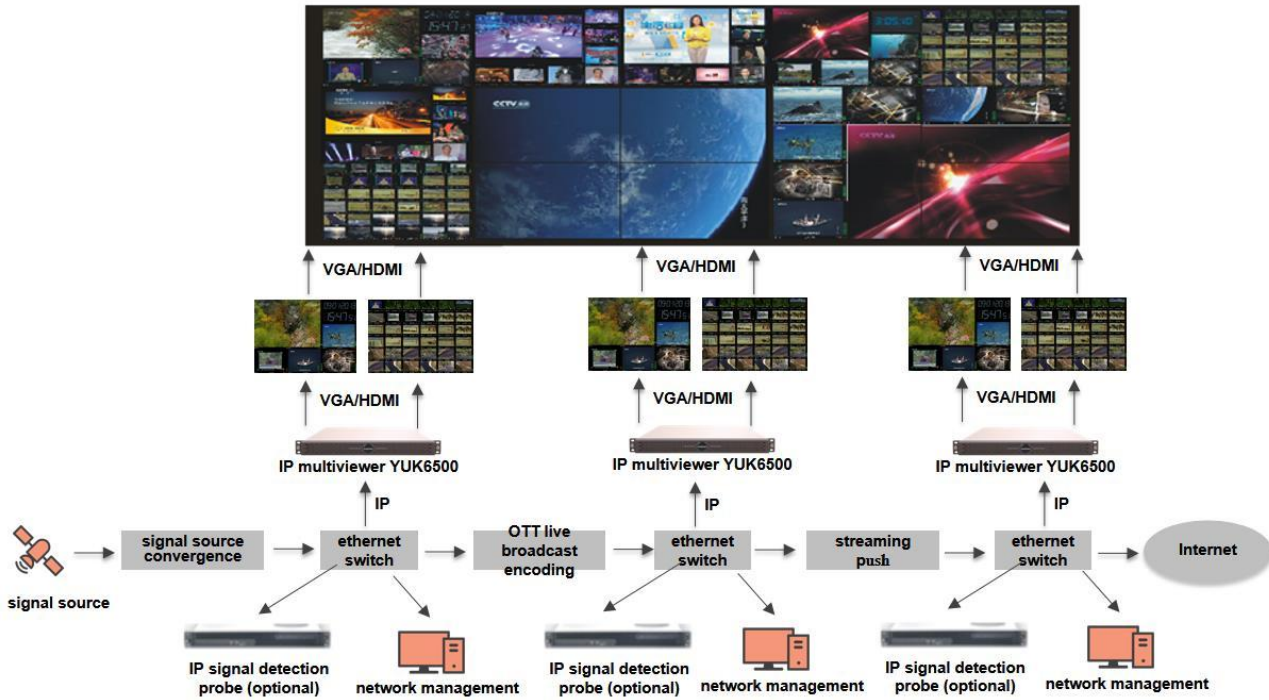 CCTV
CCTV
VGA/HDMI
VGA/HDMI
VGA/HDMI
VGA/HDMI
VGA/HDMI
VGA/HDMI
IP multiviewer YUK6500
IP multiviewer YUK6500
IP multiviewer YUK6500
IP
IP
IP
signal source
signal source
convergence
ethernet
switch
OTT live
broadcast
encoding
ethernet
switch
streaming
push
ethernet
switch
Internet
IP signal detection
probe (optional)
network management
IP signal detection
probe (optional)
network management
IP signal detection
probe (optional)
network management